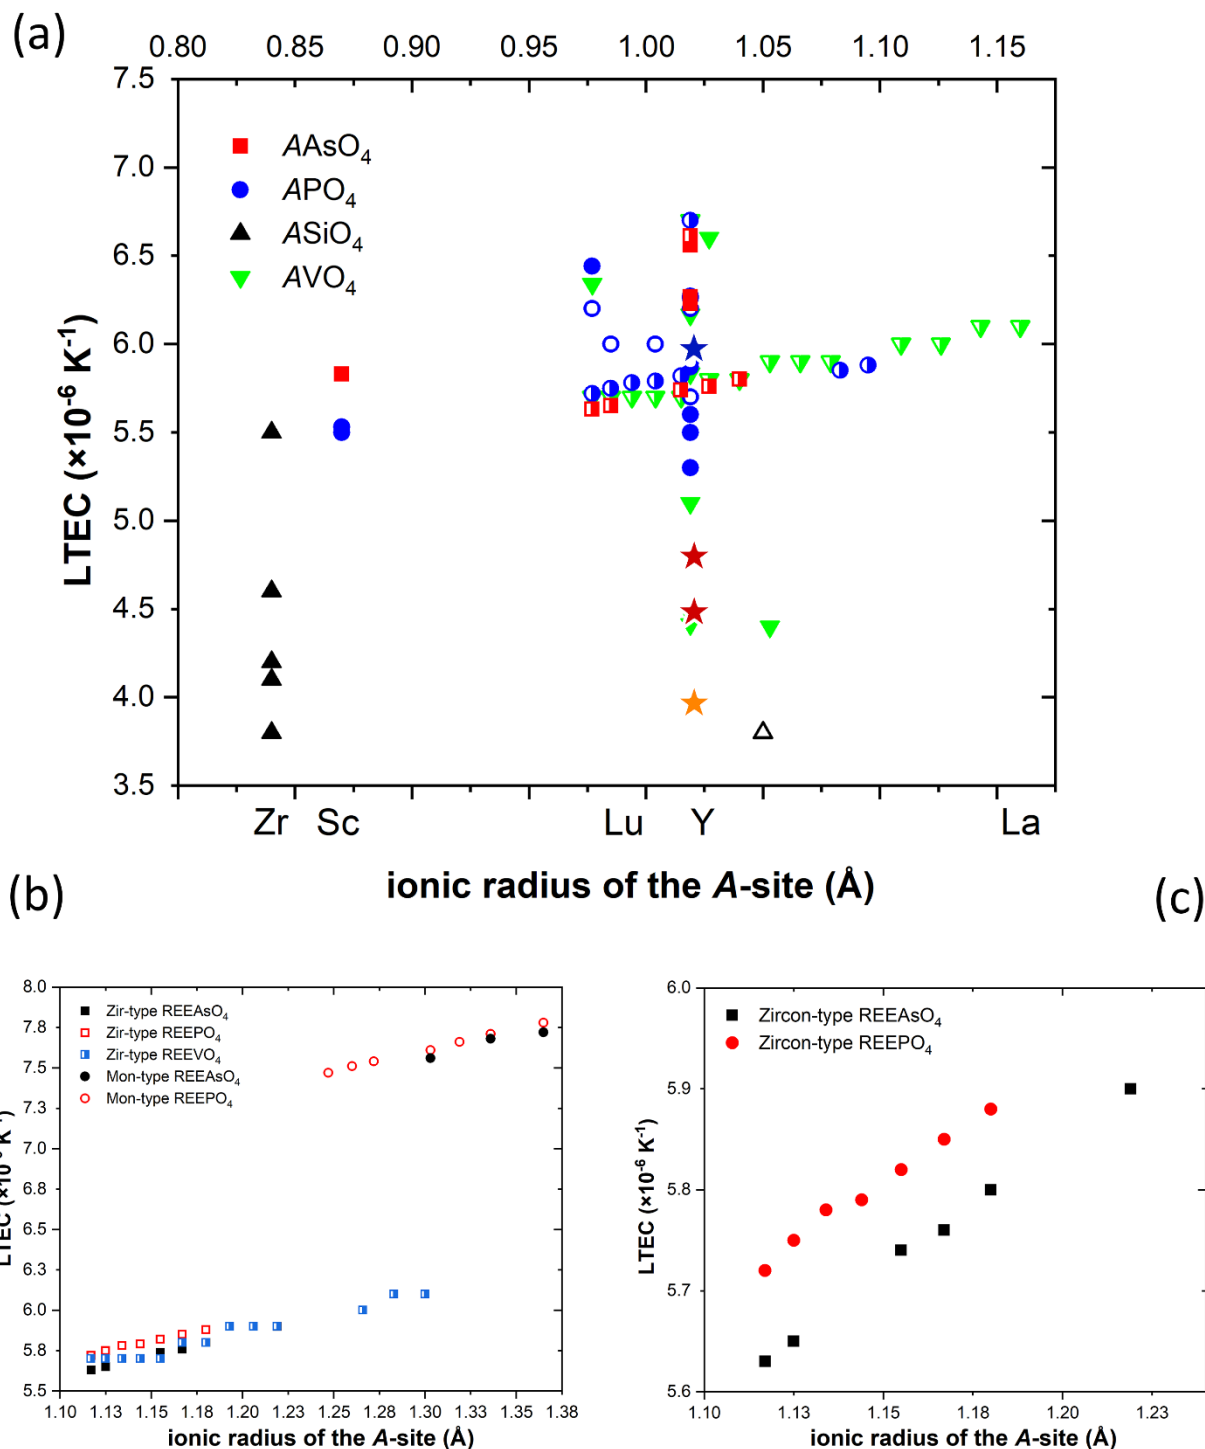 (a)
0.80 0.85 0.90 0.95 1.00 1.05 1.10 1.15
7.5
7.0
6.5
6.0
5.5
5.0
4.5
4.0
3.5
LTEC (×10⁻⁶ K⁻¹)
AAsO₄
APO₄
ASiO₄
AVO₄
Zr Sc Lu Y La
ionic radius of the A-site (Å)
(b)
8.0
7.8
7.5
7.3
7.0
6.8
6.5
6.3
6.0
5.8
5.5
Zir-type REEAsO₄
Zir-type REEPO₄
Zir-type REEVO₄
Mon-type REEAsO₄
Mon-type REEPO₄
1.10 1.13 1.15 1.18 1.20 1.23 1.25 1.28 1.30 1.33 1.35 1.38
ionic radius of the A-site (Å)
(c)
6.0
5.9
5.8
5.7
5.6
LTEC (×10⁻⁶ K⁻¹)
Zircon-type REEAsO₄
Zircon-type REEPO₄
1.10 1.13 1.15 1.18 1.20 1.23
ionic radius of the A-site (Å)